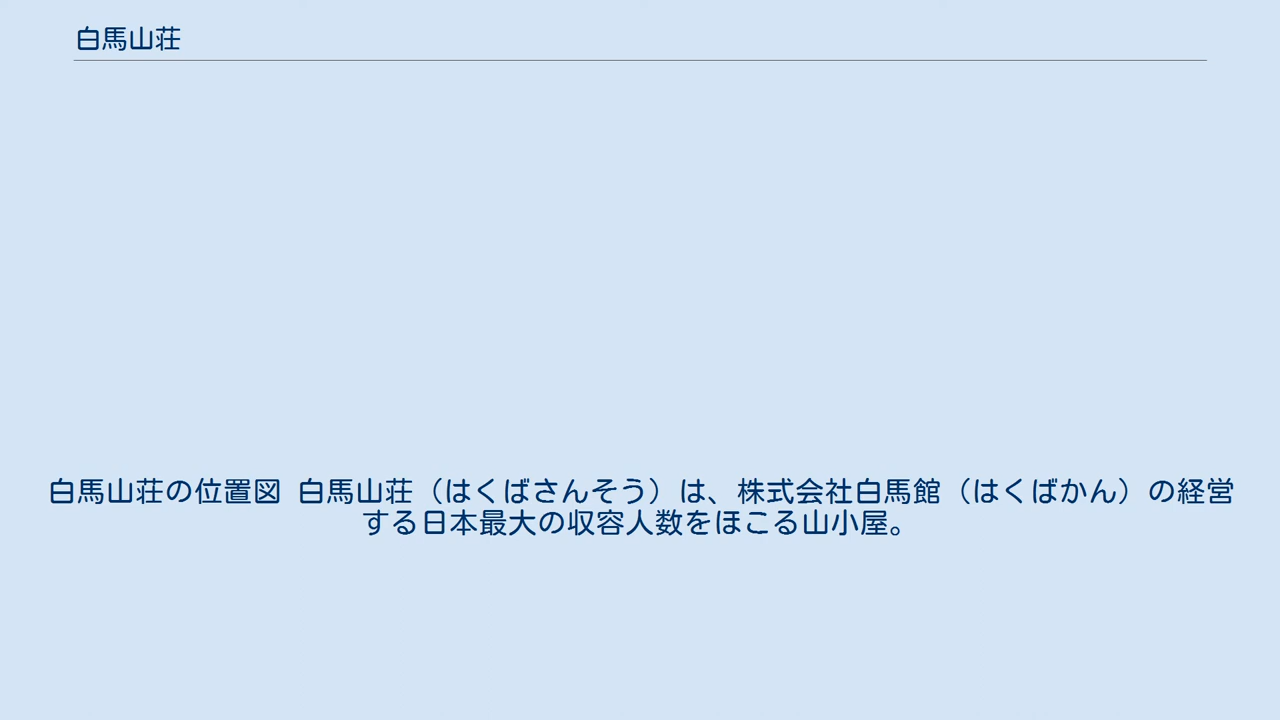 白馬山荘
白馬山荘の位置図 白馬山荘（はくばさんそう）は、株式会社白馬館（はくばかん）の経営
する日本最大の収容人数をほこる山小屋。